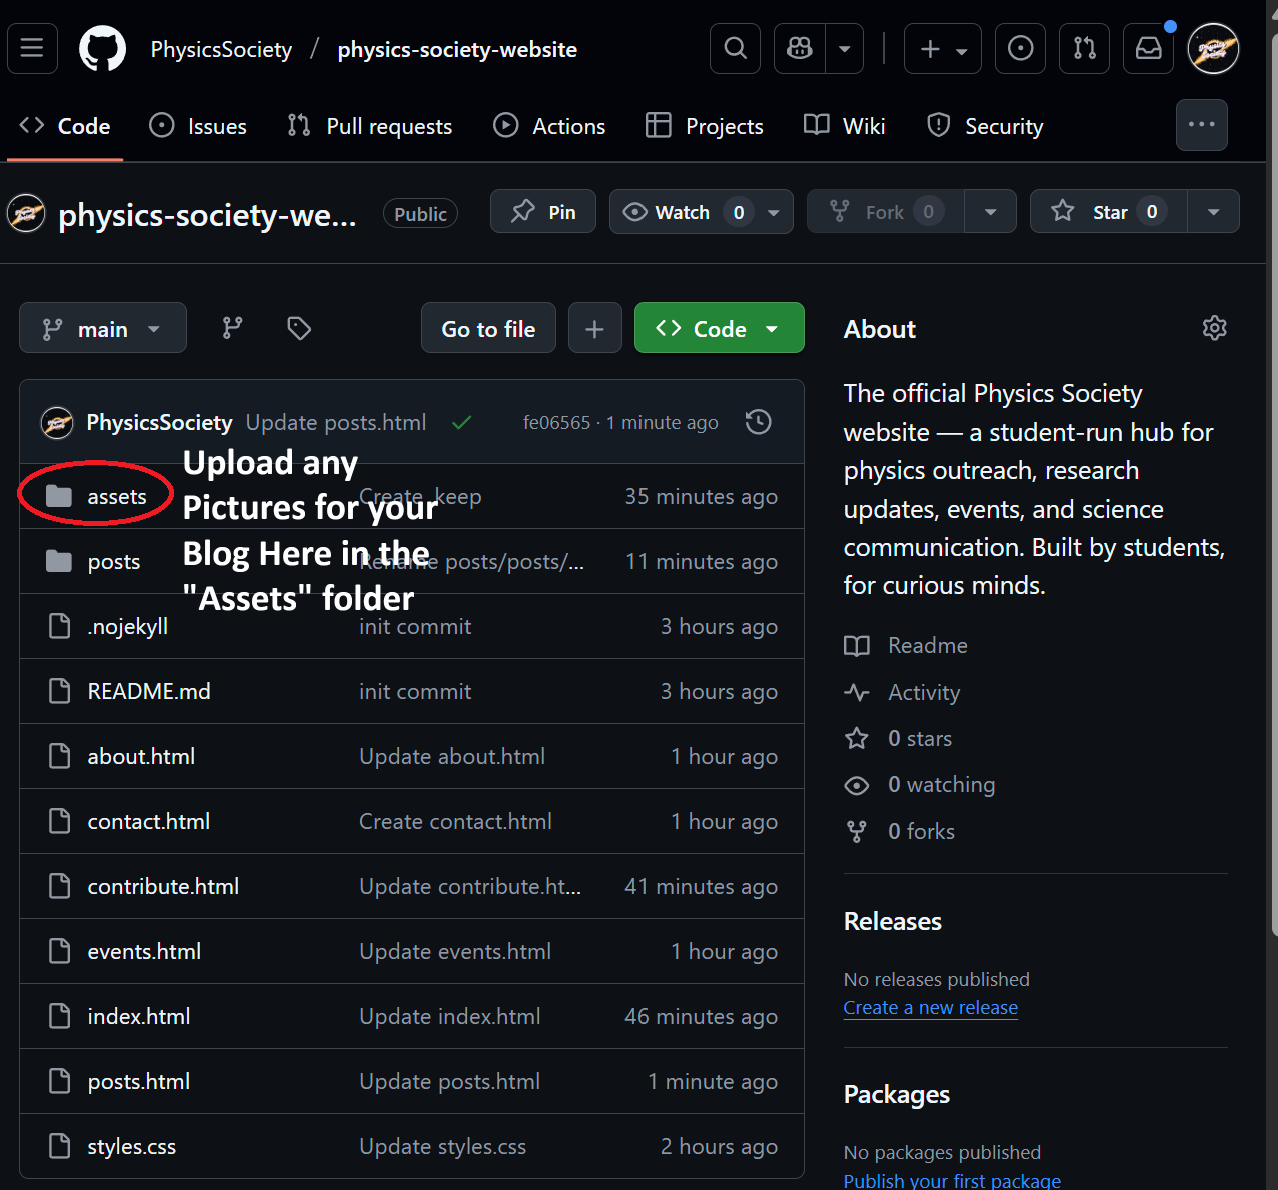 PhysicsSociety / physics-society-website
Code Issues Pull requests Actions Projects Wiki Security
physics-society-we... Public Pin Watch 0 Fork 0 Star 0
main Go to file + Code
PhysicsSociety Update posts.html fe06565 · 1 minute ago
assets Create .keep 35 minutes ago
Upload any
Pictures for your
Blog Here in the
"Assets" folder
posts Rename posts/posts/... 11 minutes ago
.nojekyll init commit 3 hours ago
README.md init commit 3 hours ago
about.html Update about.html 1 hour ago
contact.html Create contact.html 1 hour ago
contribute.html Update contribute.ht... 41 minutes ago
events.html Update events.html 1 hour ago
index.html Update index.html 46 minutes ago
posts.html Update posts.html 1 minute ago
styles.css Update styles.css 2 hours ago
About
The official Physics Society
website — a student-run hub for
physics outreach, research
updates, events, and science
communication. Built by students,
for curious minds.
Readme
Activity
0 stars
0 watching
0 forks
Releases
No releases published
Create a new release
Packages
No packages published
Publish your first package